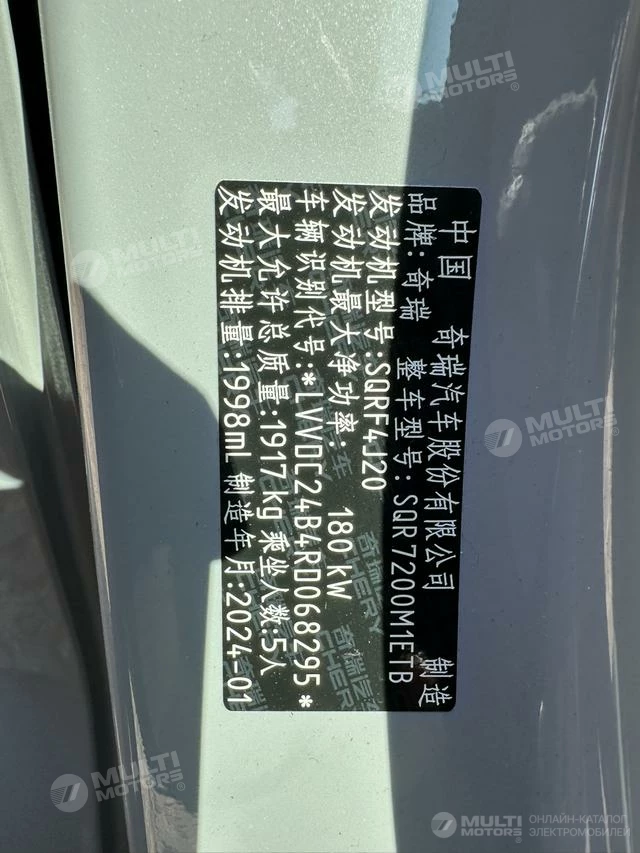 中国 奇瑞汽车股份有限公司 制造
品牌:奇瑞 整车型号:SQR7200M1ETB
发动机型号:SQRF4J20
发动机最大净功率: 180 kW
车辆识别代号:*LVVDC24B4RD068295*
最大允许总质量:1917kg 乘坐人数:5人
发动机排量:1998mL 制造年月:2024-01
MULTI MOTORS®
MULTI MOTORS®
MULTI MOTORS®
MULTI MOTORS®
MULTI MOTORS® ОНЛАЙН-КАТАЛОГ ЭЛЕКТРОМОБИЛЕЙ